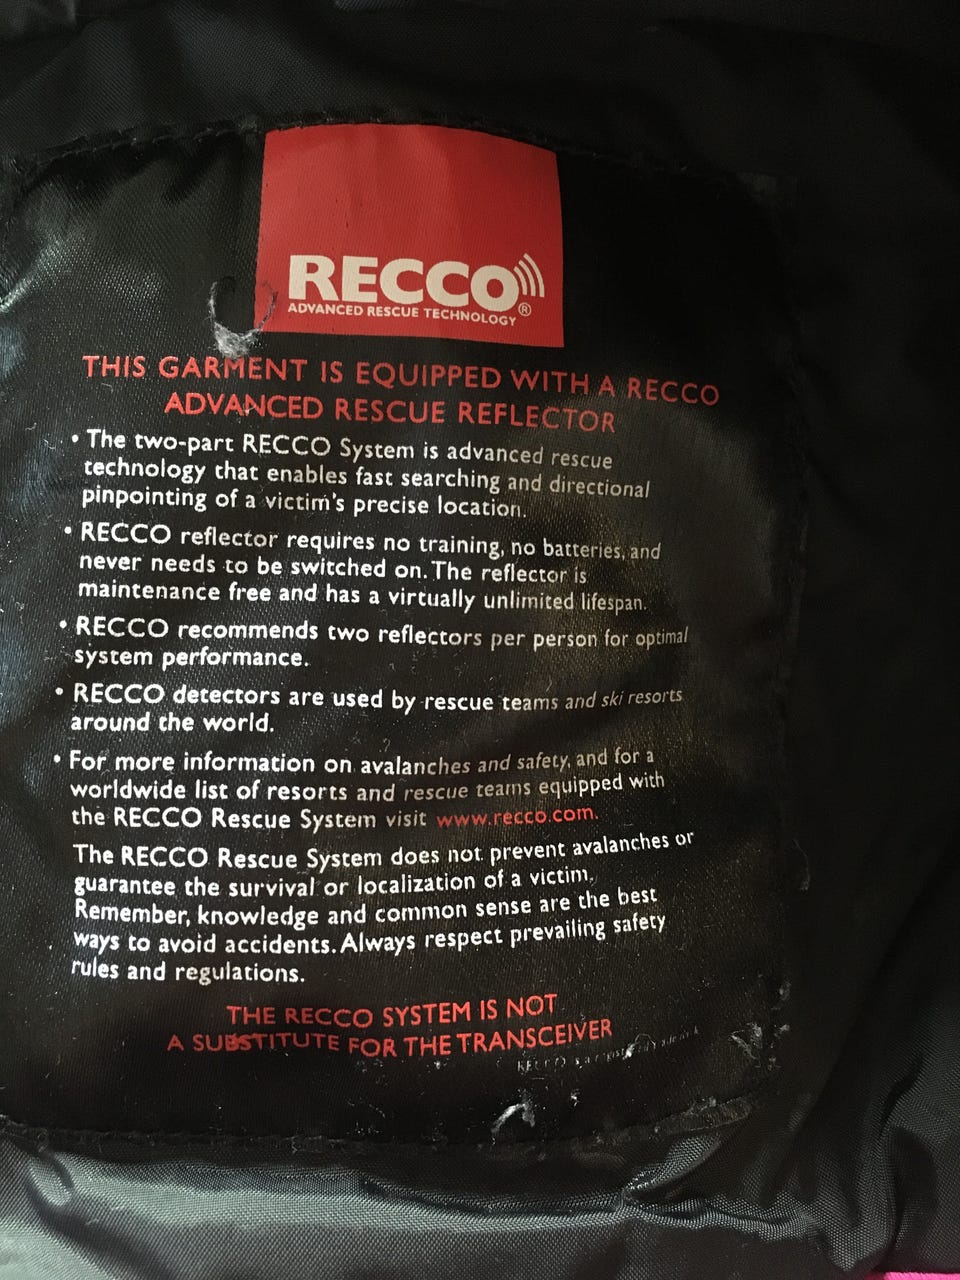 RECCO®
ADVANCED RESCUE TECHNOLOGY
THIS GARMENT IS EQUIPPED WITH A RECCO
ADVANCED RESCUE REFLECTOR
• The two-part RECCO System is advanced rescue
technology that enables fast searching and directional
pinpointing of a victim's precise location.
• RECCO reflector requires no training, no batteries, and
never needs to be switched on. The reflector is
maintenance free and has a virtually unlimited lifespan.
• RECCO recommends two reflectors per person for optimal
system performance.
• RECCO detectors are used by rescue teams and ski resorts
around the world.
• For more information on avalanches and safety, and for a
worldwide list of resorts and rescue teams equipped with
the RECCO Rescue System visit www.recco.com.
The RECCO Rescue System does not prevent avalanches or
guarantee the survival or localization of a victim.
Remember, knowledge and common sense are the best
ways to avoid accidents. Always respect prevailing safety
rules and regulations.
THE RECCO SYSTEM IS NOT
A SUBSTITUTE FOR THE TRANSCEIVER
RECCO